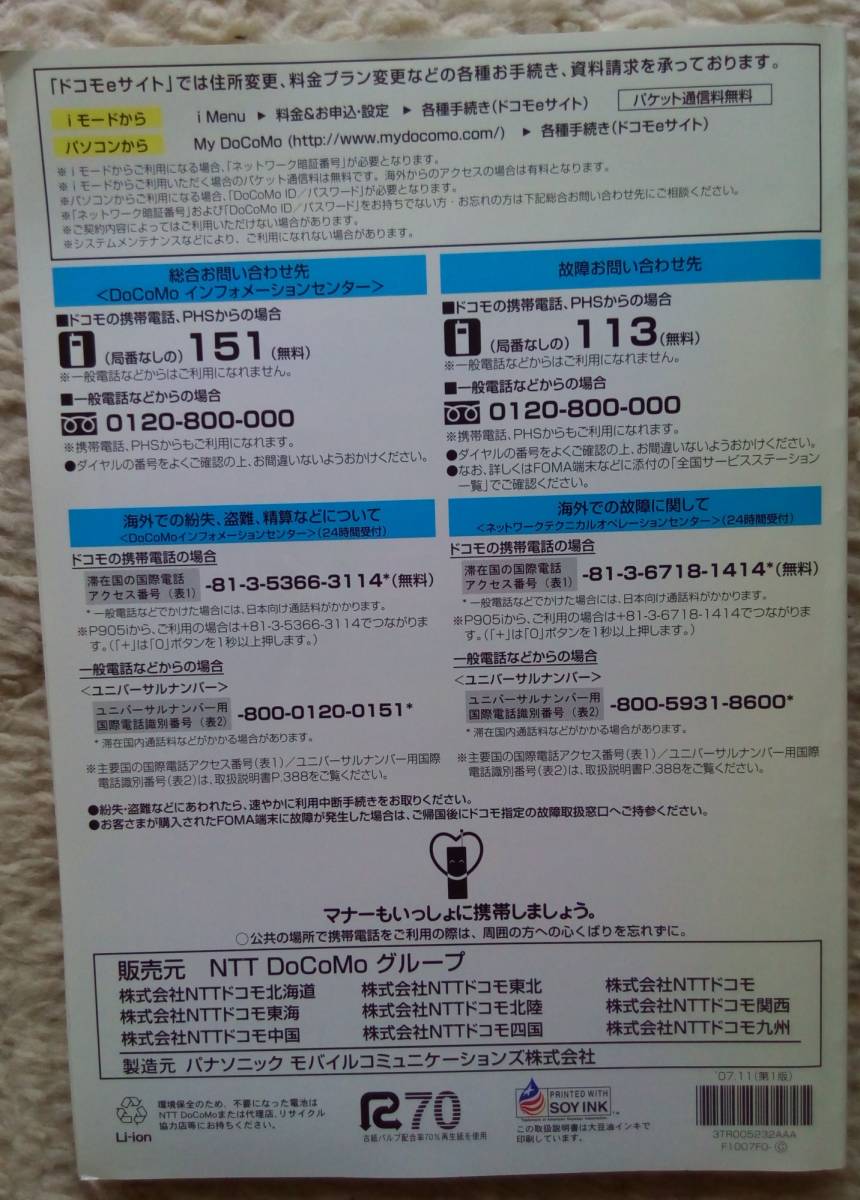 「ドコモeサイト」では住所変更、料金プラン変更などの各種お手続き、資料請求を承っております。
iモードから iMenu ▶ 料金&お申込・設定 ▶ 各種手続き(ドコモeサイト) パケット通信料無料
パソコンから My DoCoMo (http://www.mydocomo.com/) ▶ 各種手続き(ドコモeサイト)
※iモードからご利用になる場合、「ネットワーク暗証番号」が必要となります。
※iモードからご利用いただく場合のパケット通信料は無料です。海外からのアクセスの場合は有料となります。
※パソコンからご利用になる場合、「DoCoMo ID/パスワード」が必要となります。
※「ネットワーク暗証番号」および「DoCoMo ID/パスワード」をお持ちでない方・お忘れの方は下記総合お問い合わせ先にご相談ください。
※ご契約内容によってはご利用いただけない場合があります。
※システムメンテナンスなどにより、ご利用になれない場合があります。
総合お問い合わせ先
<DoCoMo インフォメーションセンター>
■ドコモの携帯電話、PHSからの場合
(局番なしの)151(無料)
※一般電話などからはご利用になれません。
■一般電話などからの場合
0120-800-000
※携帯電話、PHSからもご利用になれます。
●ダイヤルの番号をよくご確認の上、お間違いないようおかけください。
故障お問い合わせ先
■ドコモの携帯電話、PHSからの場合
(局番なしの)113(無料)
※一般電話などからはご利用になれません。
■一般電話などからの場合
0120-800-000
※携帯電話、PHSからもご利用になれます。
●ダイヤルの番号をよくご確認の上、お間違いないようおかけください。
●なお、詳しくはFOMA端末などに添付の「全国サービスステーション
一覧」でご確認ください。
海外での紛失、盗難、精算などについて
<DoCoMoインフォメーションセンター>(24時間受付)
ドコモの携帯電話の場合
滞在国の国際電話
アクセス番号(表1) -81-3-5366-3114*(無料)
*一般電話などでかけた場合には、日本向け通話料がかかります。
※P905iから、ご利用の場合は+81-3-5366-3114でつながりま
す。(「+」は「0」ボタンを1秒以上押します。)
一般電話などからの場合
<ユニバーサルナンバー>
ユニバーサルナンバー用
国際電話識別番号(表2) -800-0120-0151*
*滞在国内通話料などがかかる場合があります。
※主要国の国際電話アクセス番号(表1)/ユニバーサルナンバー用国際
電話識別番号(表2)は、取扱説明書P.388をご覧ください。
海外での故障に関して
<ネットワークテクニカルオペレーションセンター>(24時間受付)
ドコモの携帯電話の場合
滞在国の国際電話
アクセス番号(表1) -81-3-6718-1414*(無料)
*一般電話などでかけた場合には、日本向け通話料がかかります。
※P905iから、ご利用の場合は+81-3-6718-1414でつながりま
す。(「+」は「0」ボタンを1秒以上押します。)
一般電話などからの場合
<ユニバーサルナンバー>
ユニバーサルナンバー用
国際電話識別番号(表2) -800-5931-8600*
*滞在国内通話料などがかかる場合があります。
※主要国の国際電話アクセス番号(表1)/ユニバーサルナンバー用国際
電話識別番号(表2)は、取扱説明書P.388をご覧ください。
●紛失・盗難などにあわれたら、速やかに利用中断手続きをお取りください。
●お客さまが購入されたFOMA端末に故障が発生した場合は、ご帰国後にドコモ指定の故障取扱窓口へご持参ください。
マナーもいっしょに携帯しましょう。
○公共の場所で携帯電話をご利用の際は、周囲の方への心くばりを忘れずに。
販売元 NTT DoCoMo グループ
株式会社NTTドコモ北海道 株式会社NTTドコモ東北 株式会社NTTドコモ
株式会社NTTドコモ東海 株式会社NTTドコモ北陸 株式会社NTTドコモ関西
株式会社NTTドコモ中国 株式会社NTTドコモ四国 株式会社NTTドコモ九州
製造元 パナソニック モバイルコミュニケーションズ株式会社
Li-ion
環境保全のため、不要になった電池は
NTT DoCoMoまたは代理店、リサイクル
協力店等にお持ちください。
R70
古紙パルプ配合率70%再生紙を使用
PRINTED WITH
SOY INK™
この取扱説明書は大豆油インキで
印刷しています。
'07.11(第1版)
3TR005232AAA
F1007F0-Ⓒ